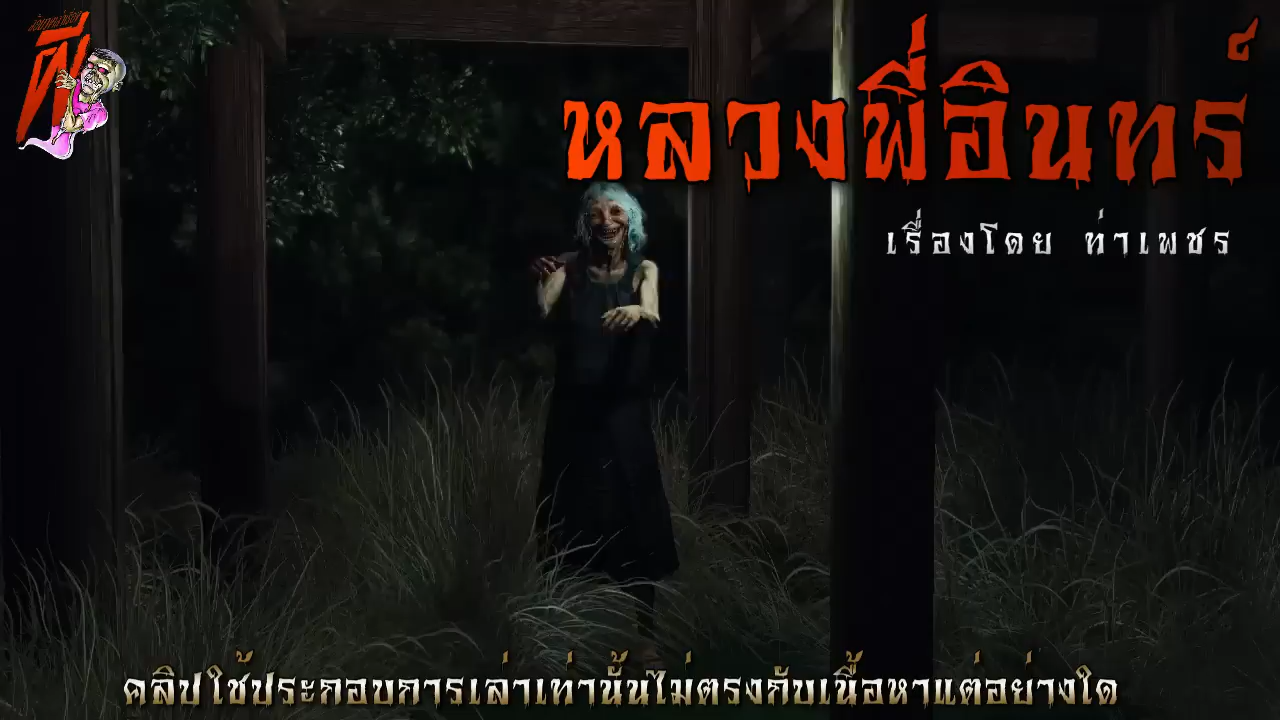 ผี
หลวงพี่อินทร์
เรื่องโดย ท่าเพชร
คลิปใช้ประกอบการเล่าเท่านั้นไม่ตรงกับเนื้อหาแต่อย่างใด